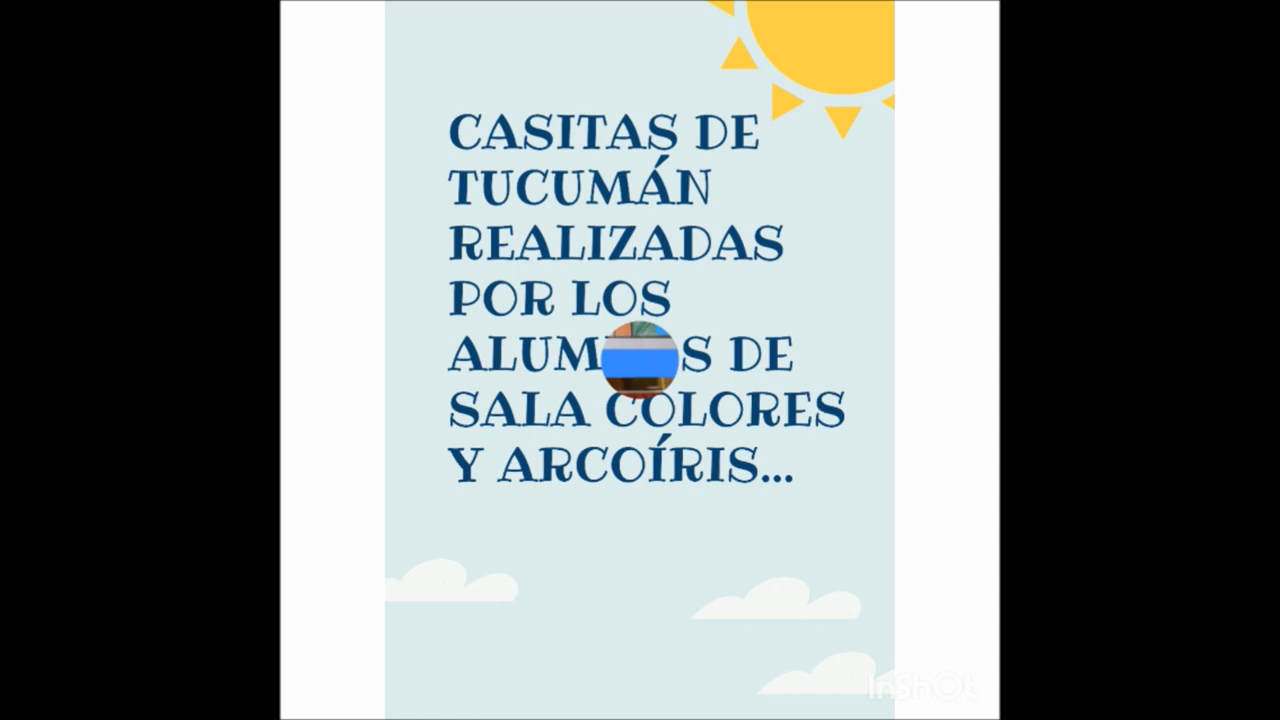 CASITAS DE
TUCUMÁN
REALIZADAS
POR LOS
DE
SALA COLORES
Y ARCOÍRIS...
InShOt